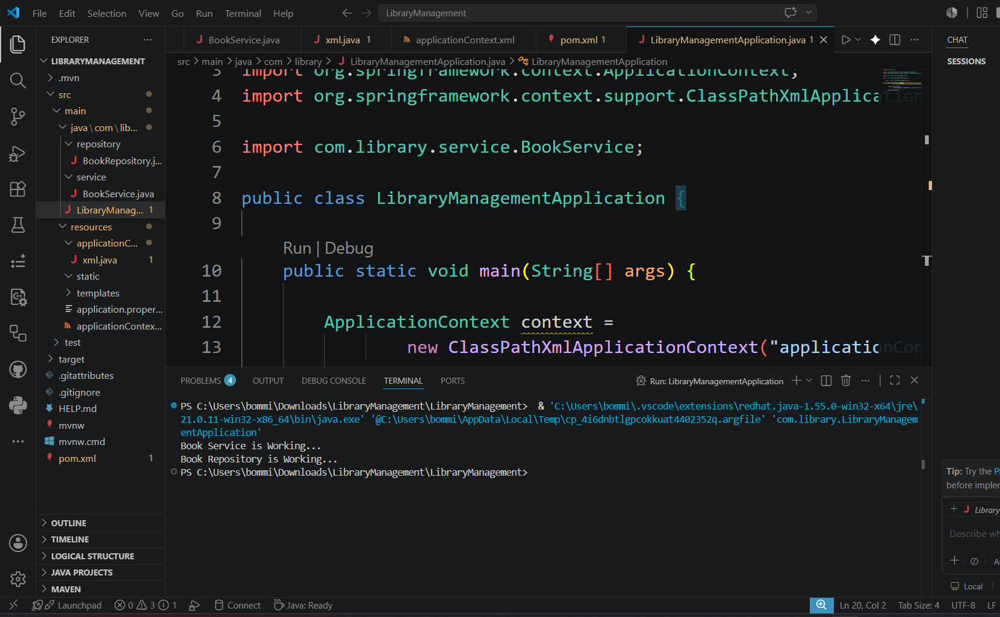 File Edit Selection View Go Run Terminal Help
LibraryManagement
EXPLORER
LIBRARYMANAGEMENT
.mvn
src
main
java\com\lib...
repository
BookRepository.j...
service
BookService.java
LibraryManag... 1
resources
applicationC...
xml.java 1
static
templates
application.proper...
applicationContex...
test
target
.gitattributes
.gitignore
HELP.md
mvnw
mvnw.cmd
pom.xml 1
OUTLINE
TIMELINE
LOGICAL STRUCTURE
JAVA PROJECTS
MAVEN
BookService.java xml.java 1 applicationContext.xml pom.xml 1 LibraryManagementApplication.java 1
src > main > java > com > library > LibraryManagementApplication.java > LibraryManagementApplication
3 import org.springframework.context.ApplicationContext;
4 import org.springframework.context.support.ClassPathXmlApplication
5
6 import com.library.service.BookService;
7
8 public class LibraryManagementApplication {
9
Run | Debug
10 public static void main(String[] args) {
11
12 ApplicationContext context =
13 new ClassPathXmlApplicationContext("applicationCon
PROBLEMS 4 OUTPUT DEBUG CONSOLE TERMINAL PORTS
Run: LibraryManagementApplication
PS C:\Users\bommi\Downloads\LibraryManagement\LibraryManagement> & 'C:\Users\bommi\.vscode\extensions\redhat.java-1.55.0-win32-x64\jre\
21.0.11-win32-x86_64\bin\java.exe' '@C:\Users\bommi\AppData\Local\Temp\cp_4i6dnbtlgpcokkuat4402352q.argfile' 'com.library.LibraryManagem
entApplication'
Book Service is Working...
Book Repository is Working...
PS C:\Users\bommi\Downloads\LibraryManagement\LibraryManagement>
CHAT
SESSIONS
Tip: Try the
before
Library
Describe
Local
Launchpad 0 3 1 Connect Java: Ready
Ln 20, Col 2 Tab Size: 4 UTF-8 LF